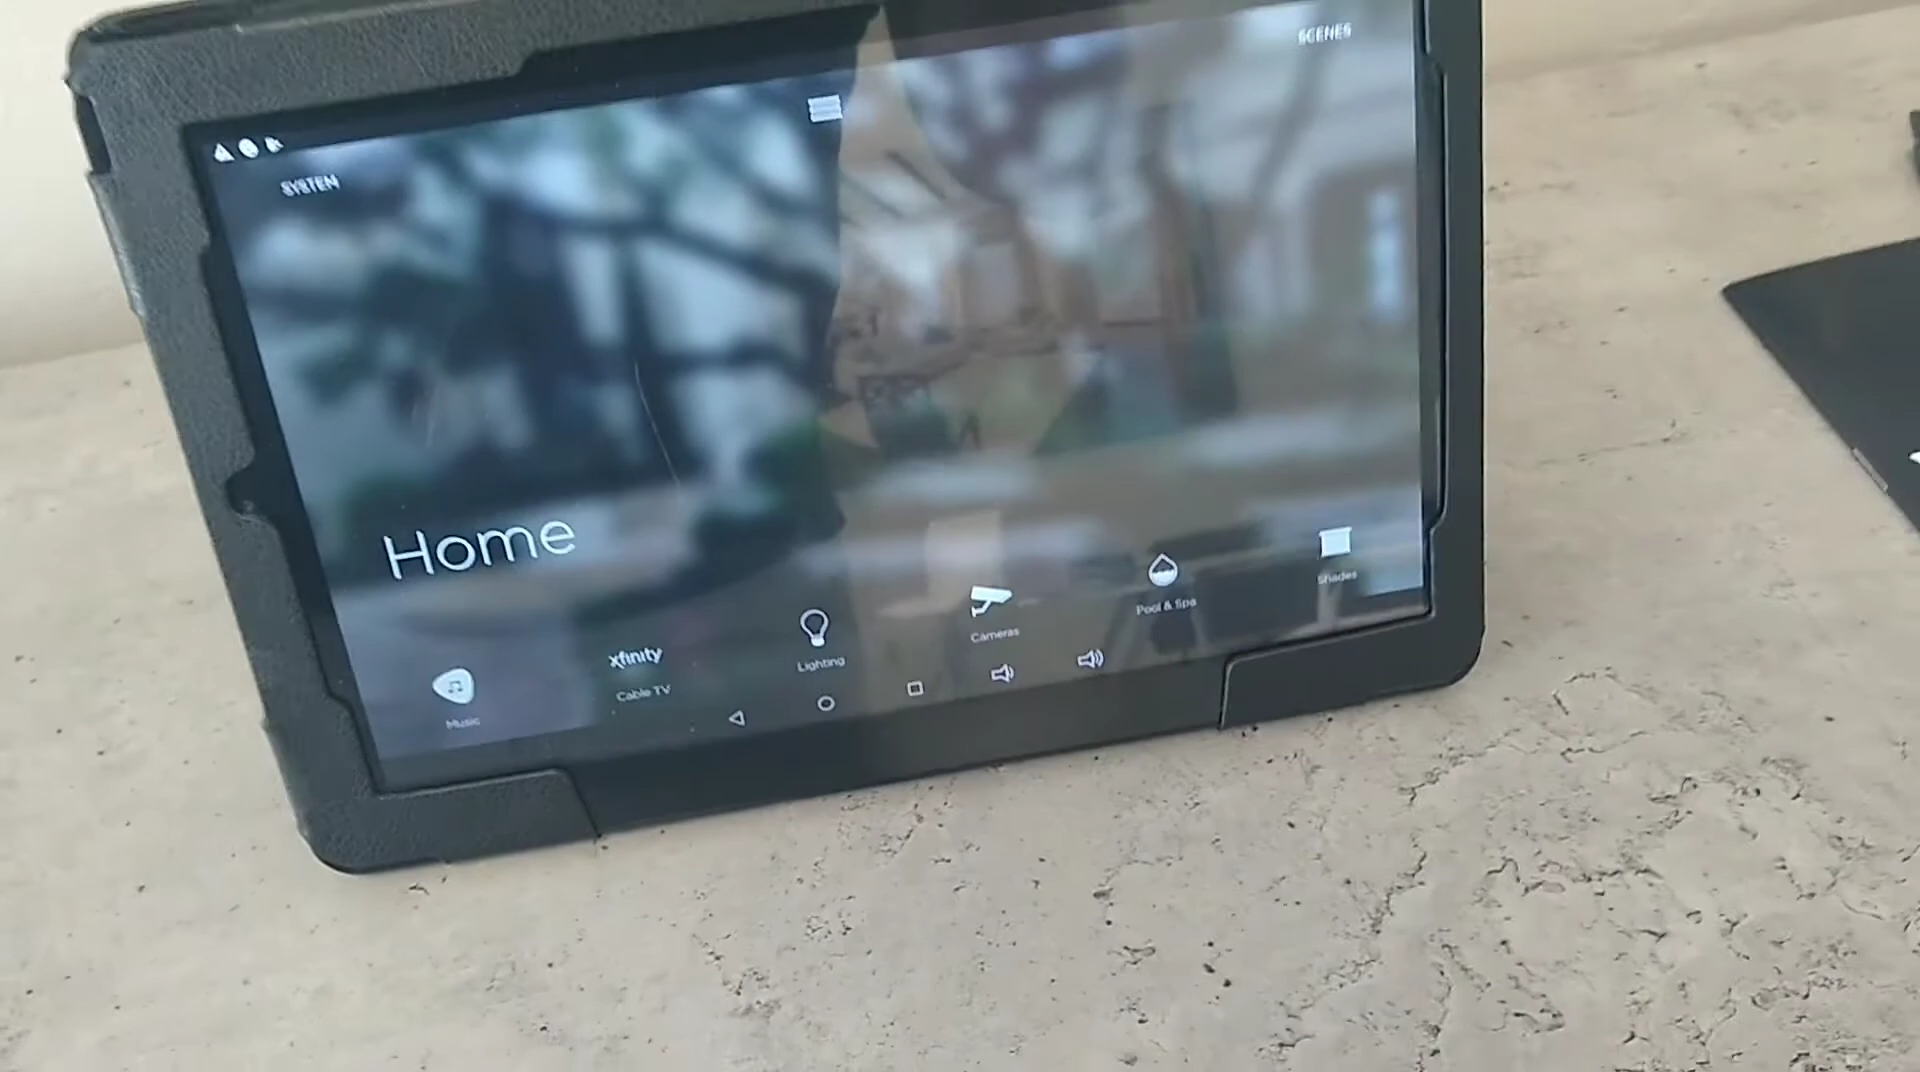 SCENES
SYSTEM
Home
Shades
Pool & Spa
Cameras
Lighting
xfinity
Cable TV
Music